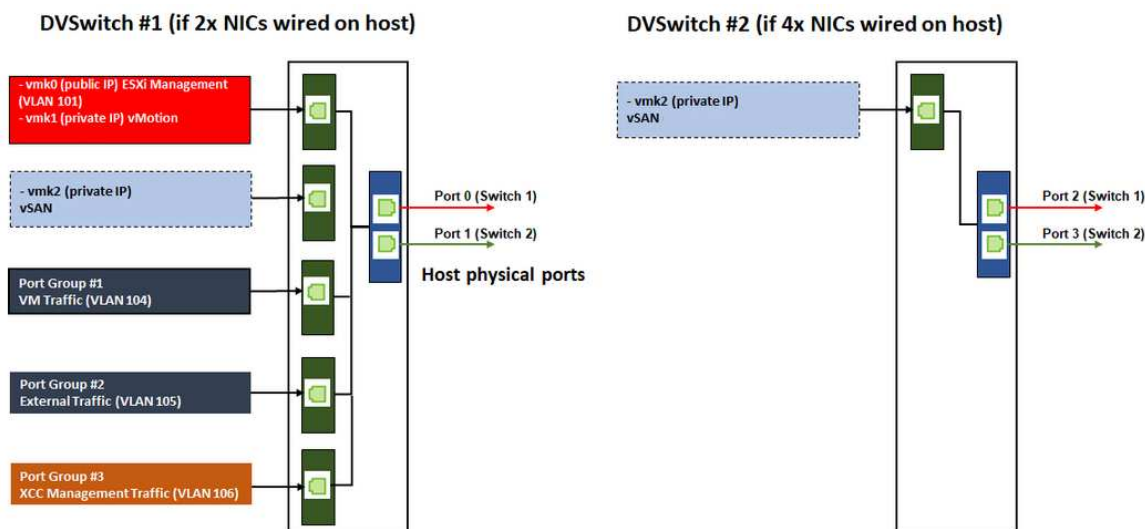 DVSwitch #1 (if 2x NICs wired on host)
- vmk0 (public IP) ESXi Management
(VLAN 101)
- vmk1 (private IP) vMotion
- vmk2 (private IP)
vSAN
Port Group #1
VM Traffic (VLAN 104)
Port Group #2
External Traffic (VLAN 105)
Port Group #3
XCC Management Traffic (VLAN 106)
Port 0 (Switch 1)
Port 1 (Switch 2)
Host physical ports
DVSwitch #2 (if 4x NICs wired on host)
- vmk2 (private IP)
vSAN
Port 2 (Switch 1)
Port 3 (Switch 2)